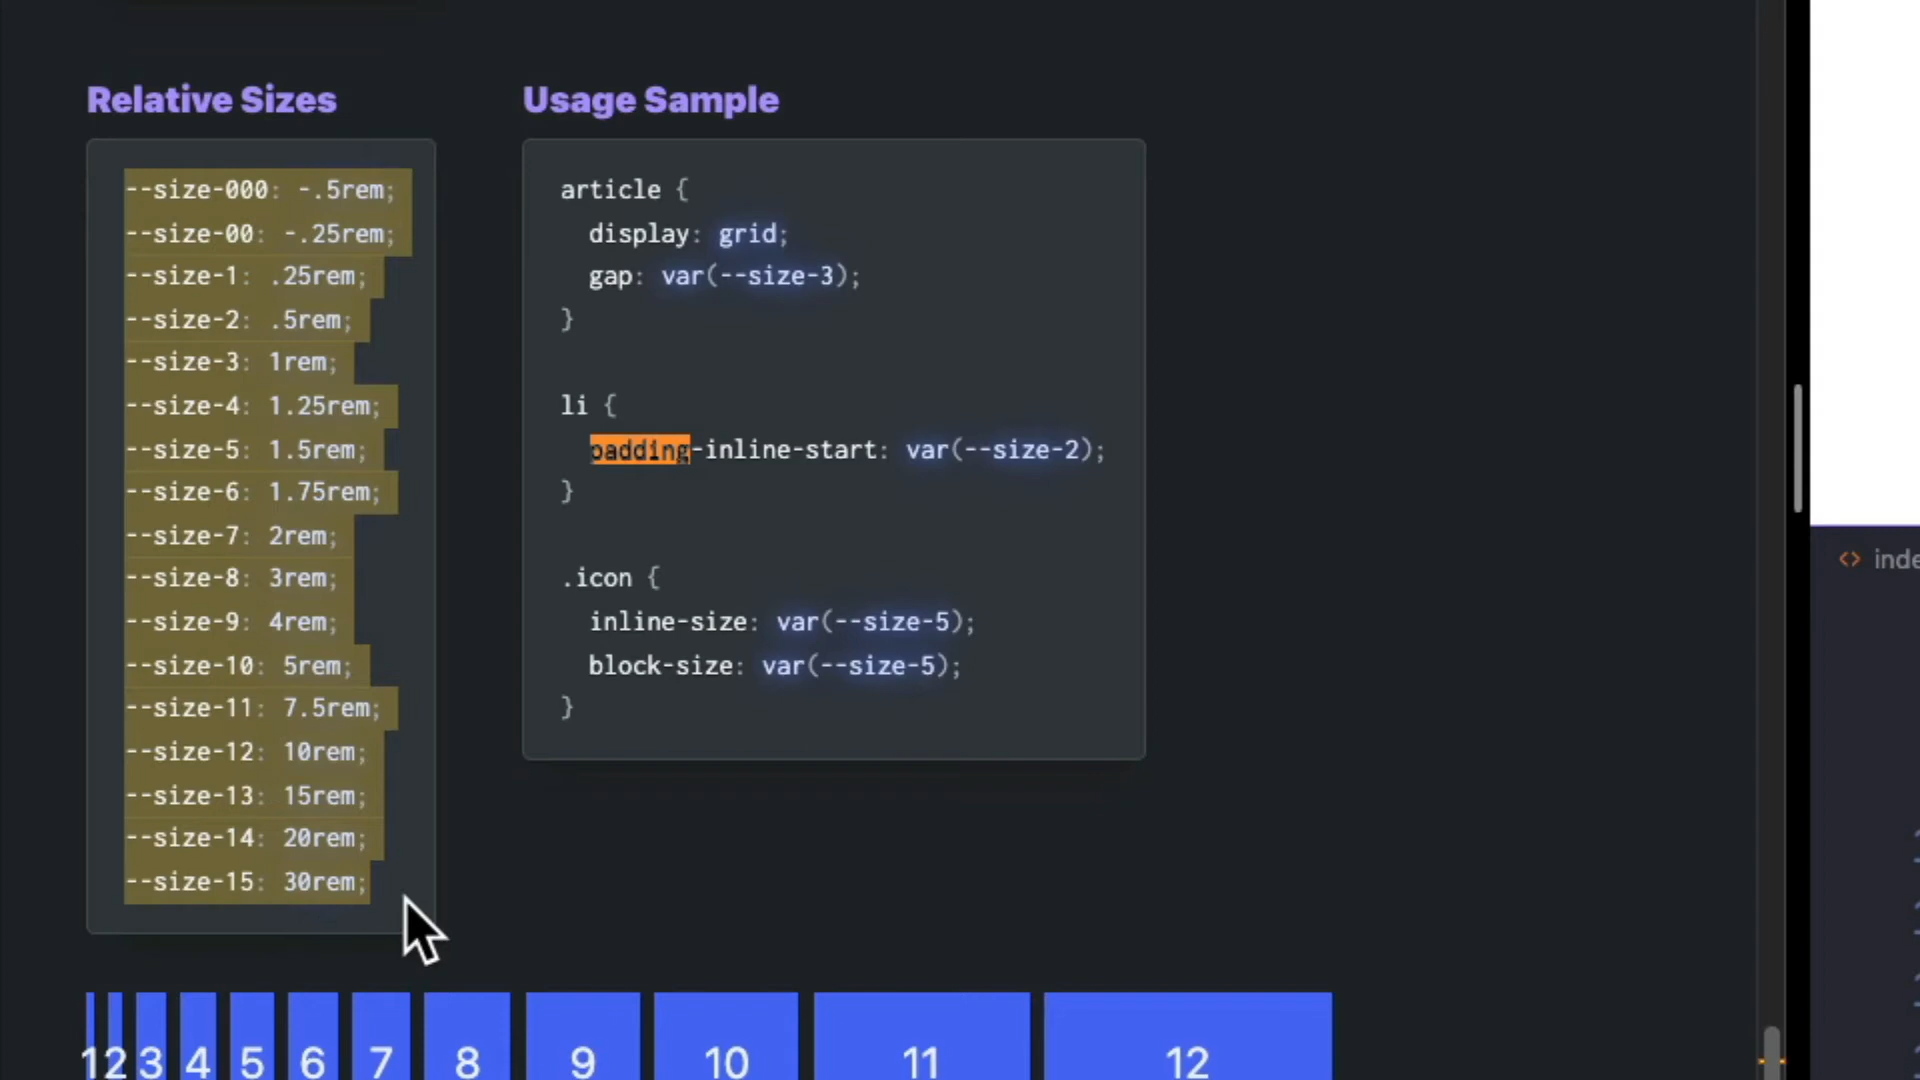 Relative Sizes
--size-000: -.5rem;
--size-00: -.25rem;
--size-1: .25rem;
--size-2: .5rem;
--size-3: 1rem;
--size-4: 1.25rem;
--size-5: 1.5rem;
--size-6: 1.75rem;
--size-7: 2rem;
--size-8: 3rem;
--size-9: 4rem;
--size-10: 5rem;
--size-11: 7.5rem;
--size-12: 10rem;
--size-13: 15rem;
--size-14: 20rem;
--size-15: 30rem;
Usage Sample
article {
display: grid;
gap: var(--size-3);
}
li {
padding-inline-start: var(--size-2);
}
.icon {
inline-size: var(--size-5);
block-size: var(--size-5);
}
1 2 3 4 5 6 7 8 9 10 11 12
<> inde